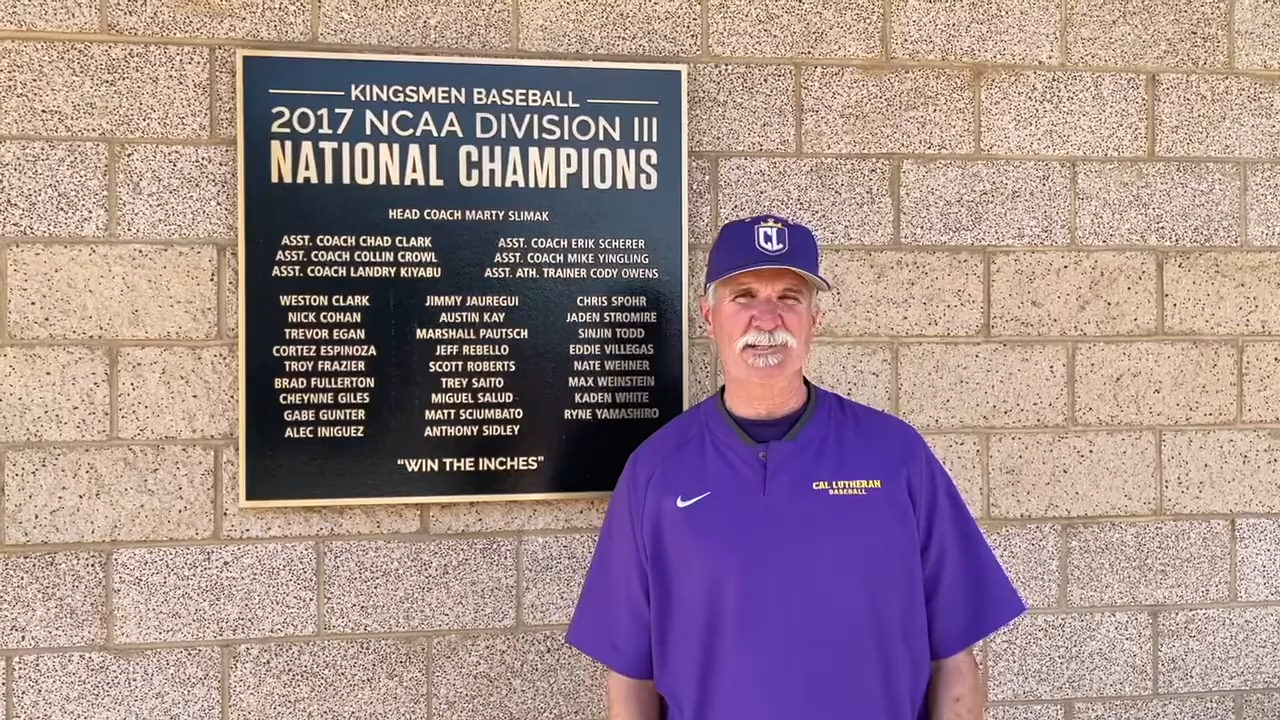 KINGSMEN BASEBALL
2017 NCAA DIVISION III
NATIONAL CHAMPIONS
HEAD COACH MARTY SLIMAK
ASST. COACH CHAD CLARK
ASST. COACH COLLIN CROWL
ASST. COACH LANDRY KIYABU
ASST. COACH ERIK SCHERER
ASST. COACH MIKE YINGLING
ASST. ATH. TRAINER CODY OWENS
WESTON CLARK
NICK COHAN
TREVOR EGAN
CORTEZ ESPINOZA
TROY FRAZIER
BRAD FULLERTON
CHEYNNE GILES
GABE GUNTER
ALEC INIGUEZ
JIMMY JAUREGUI
AUSTIN KAY
MARSHALL PAUTSCH
JEFF REBELLO
SCOTT ROBERTS
TREY SAITO
MIGUEL SALUD
MATT SCIUMBATO
ANTHONY SIDLEY
CHRIS SPOHR
JADEN STROMIRE
SINJIN TODD
EDDIE VILLEGAS
NATE WEHNER
MAX WEINSTEIN
KADEN WHITE
RYNE YAMASHIRO
“WIN THE INCHES”
CL
CAL LUTHERAN
BASEBALL